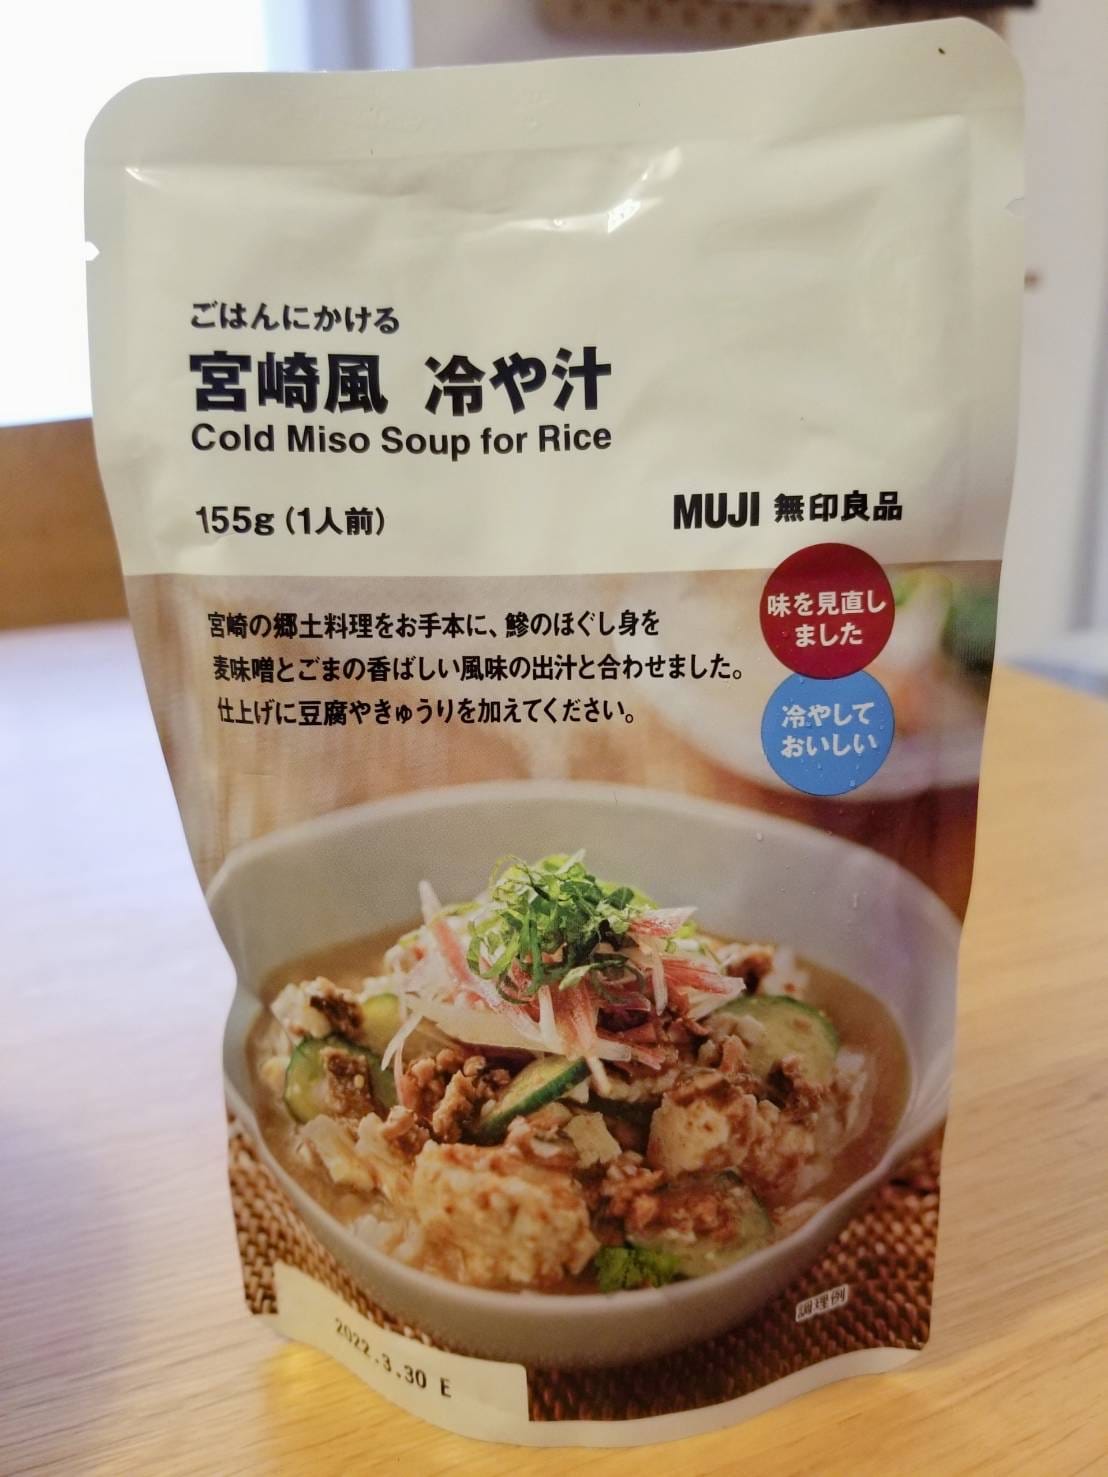 ごはんにかける
宮崎風 冷や汁
Cold Miso Soup for Rice
155g（1人前）
MUJI 無印良品
味を見直し
ました
冷やして
おいしい
宮崎の郷土料理をお手本に、鯵のほぐし身を
麦味噌とごまの香ばしい風味の出汁と合わせました。
仕上げに豆腐やきゅうりを加えてください。
調理例
2022.3.30 E